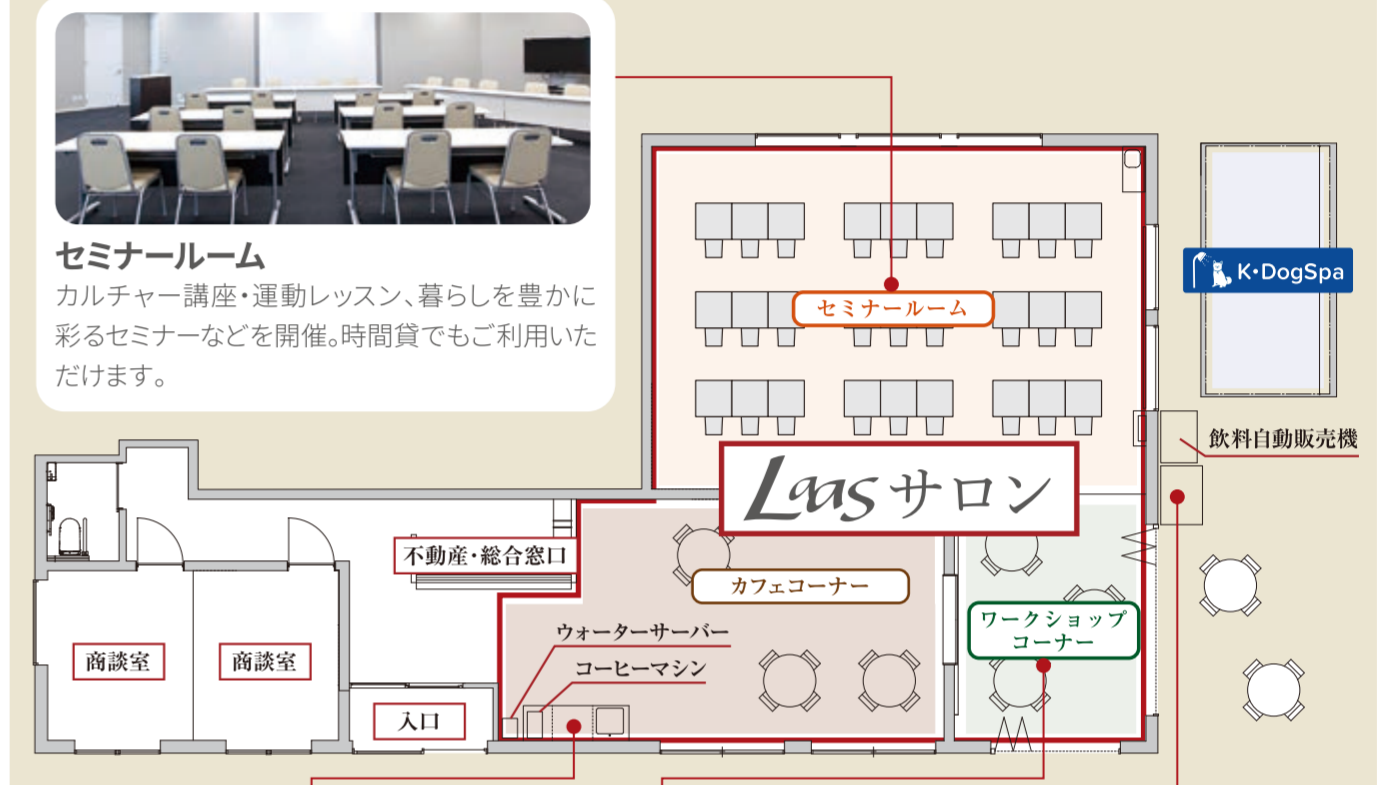 セミナールーム
カルチャー講座・運動レッスン、暮らしを豊かに
彩るセミナーなどを開催。時間貸でもご利用いた
だけます。
セミナールーム
K・DogSpa
飲料自動販売機
Laasサロン
不動産・総合窓口
カフェコーナー
ワークショップ
コーナー
ウォーターサーバー
コーヒーマシン
商談室
商談室
入口